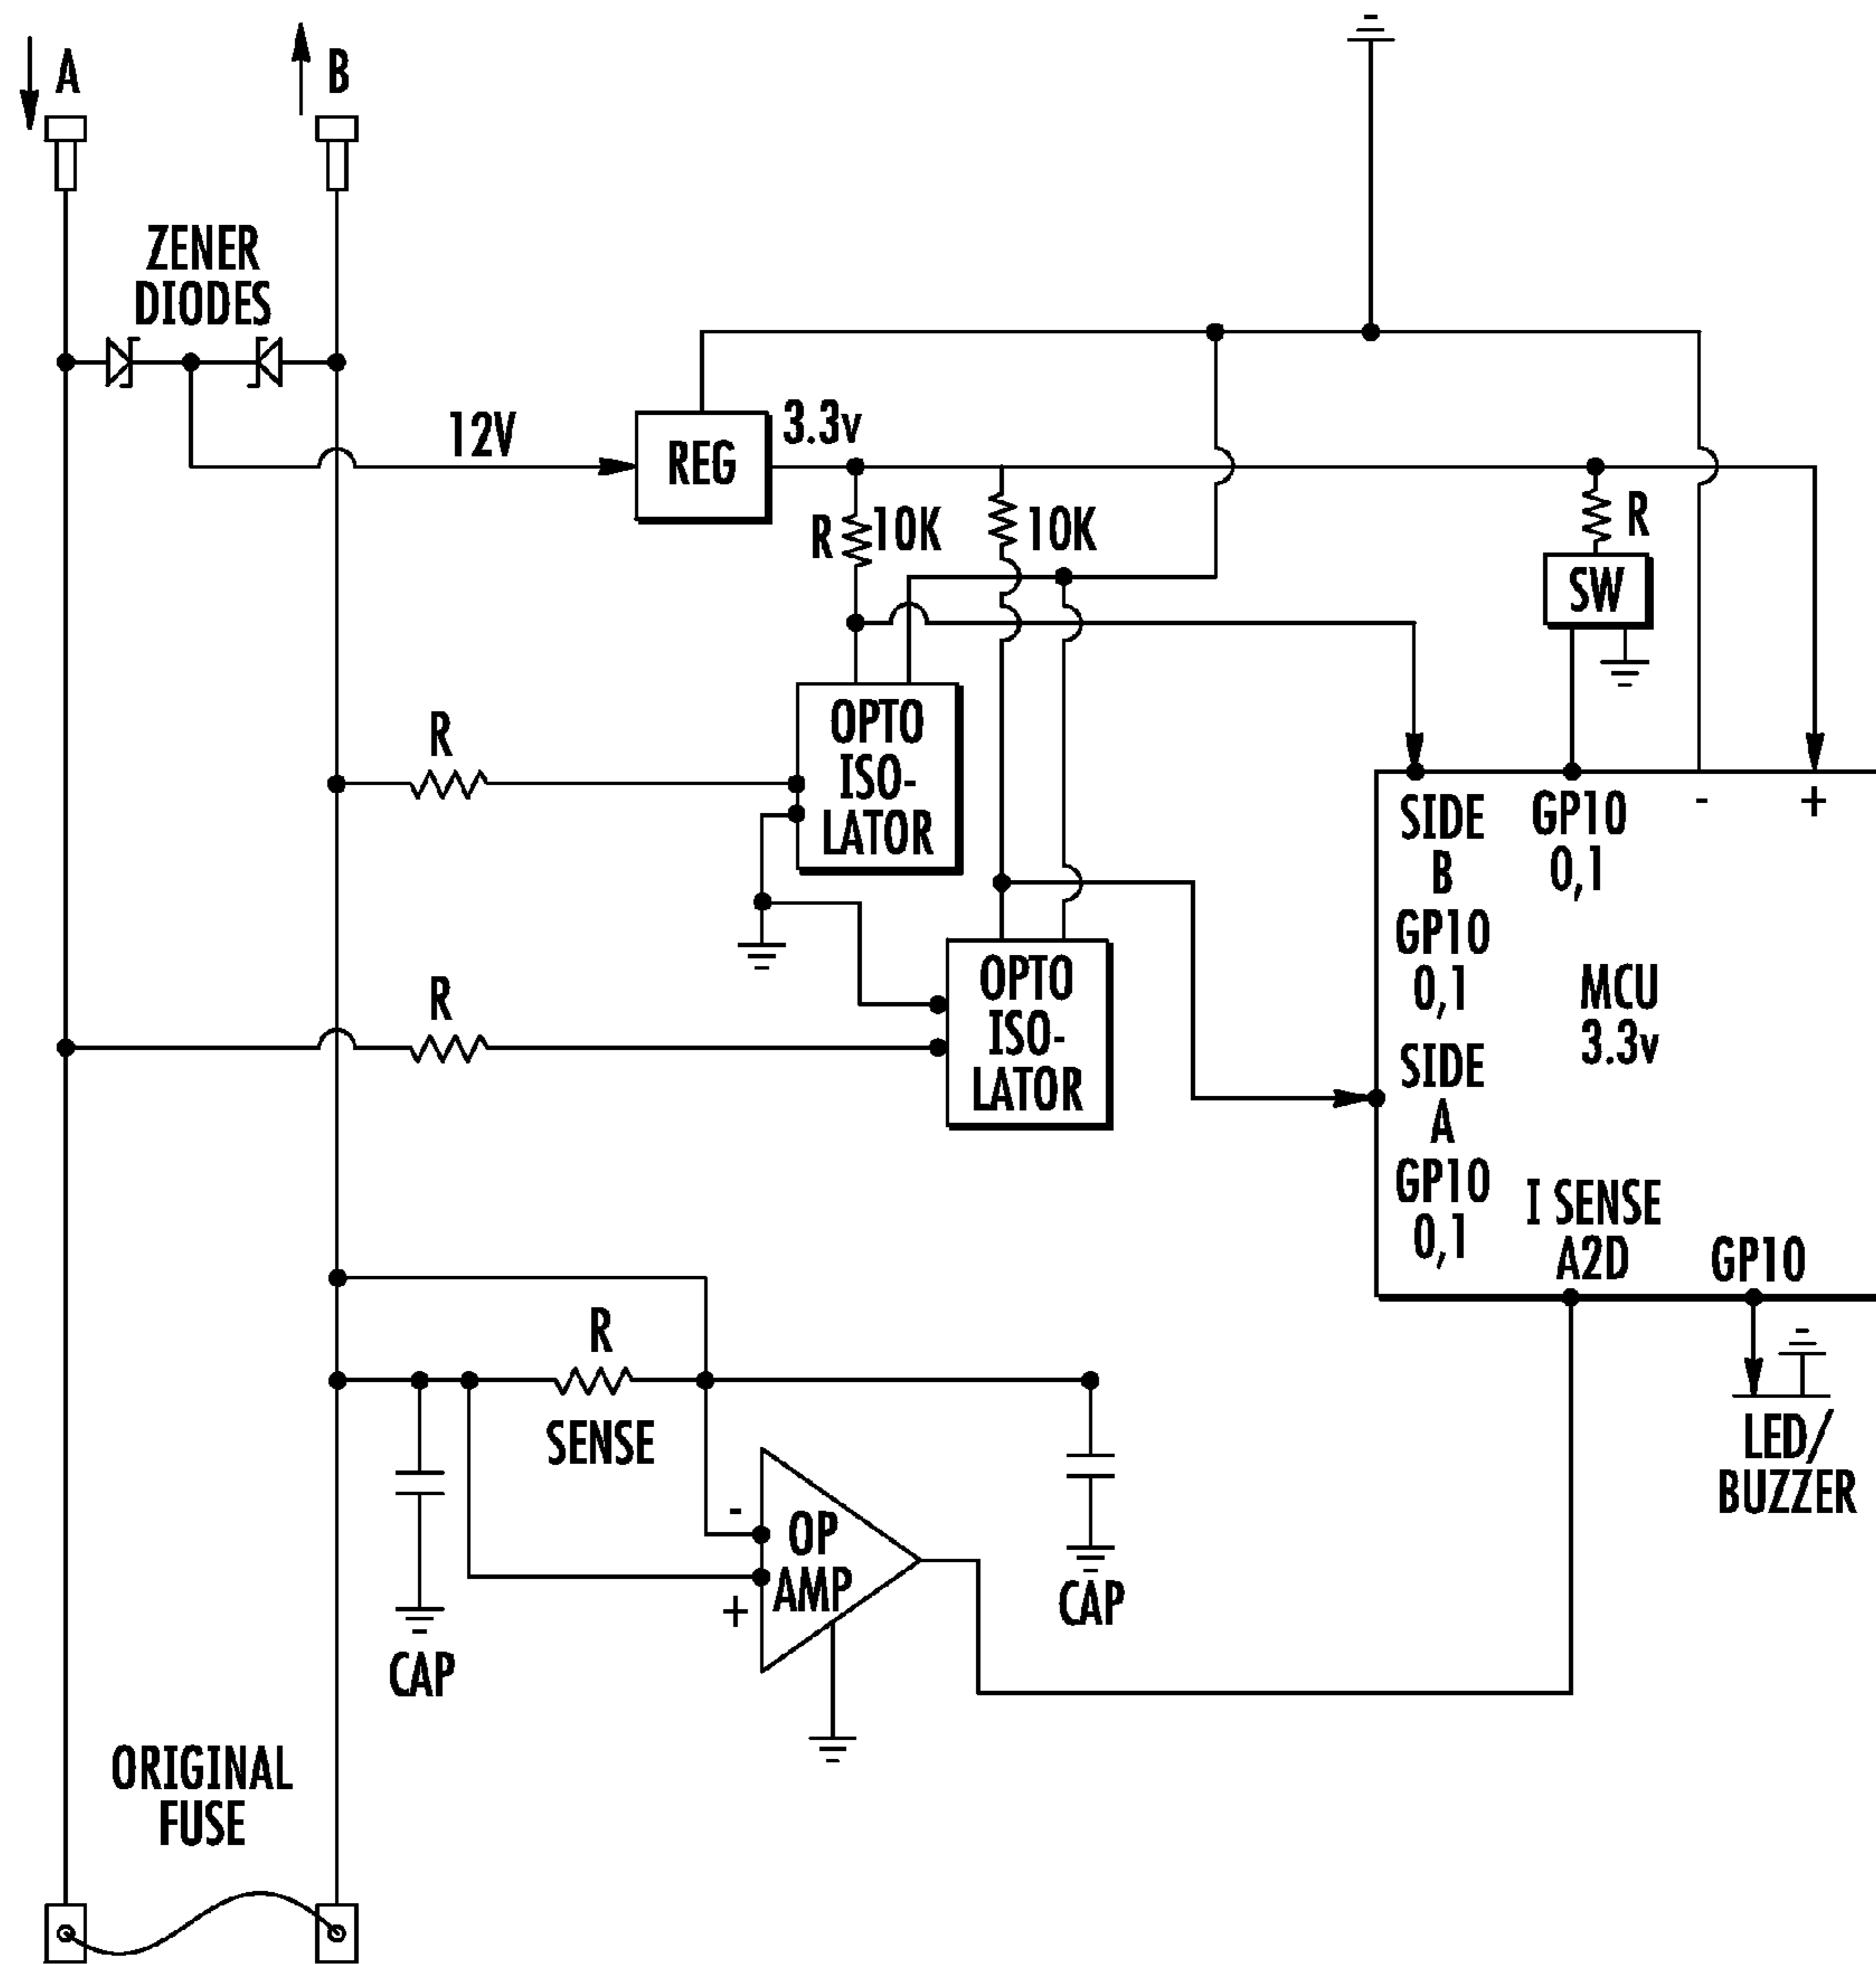 A
B
ZENER
DIODES
12V
REG
3.3v
R
10K
10K
R
SW
R
OPTO
ISO-
LATOR
SIDE
B
GP10
0,1
GP10
0,1
-
+
R
OPTO
ISO-
LATOR
MCU
3.3v
SIDE
A
GP10
0,1
I SENSE
A2D
GP10
R
SENSE
LED/
BUZZER
-
OP
AMP
+
CAP
CAP
ORIGINAL
FUSE